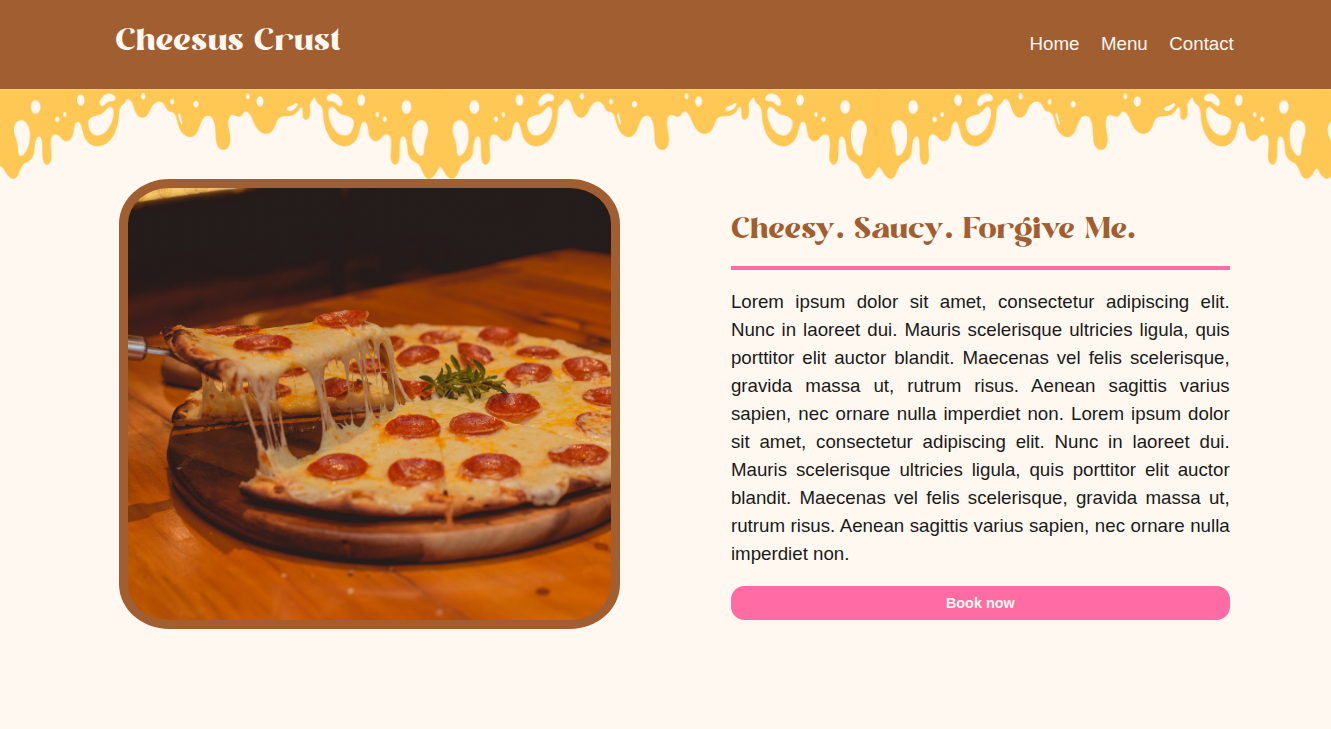 Cheesus Crust
Home Menu Contact
Cheesy. Saucy. Forgive Me.
Lorem ipsum dolor sit amet, consectetur adipiscing elit.
Nunc in laoreet dui. Mauris scelerisque ultricies ligula, quis
porttitor elit auctor blandit. Maecenas vel felis scelerisque,
gravida massa ut, rutrum risus. Aenean sagittis varius
sapien, nec ornare nulla imperdiet non. Lorem ipsum dolor
sit amet, consectetur adipiscing elit. Nunc in laoreet dui.
Mauris scelerisque ultricies ligula, quis porttitor elit auctor
blandit. Maecenas vel felis scelerisque, gravida massa ut,
rutrum risus. Aenean sagittis varius sapien, nec ornare nulla
imperdiet non.
Book now